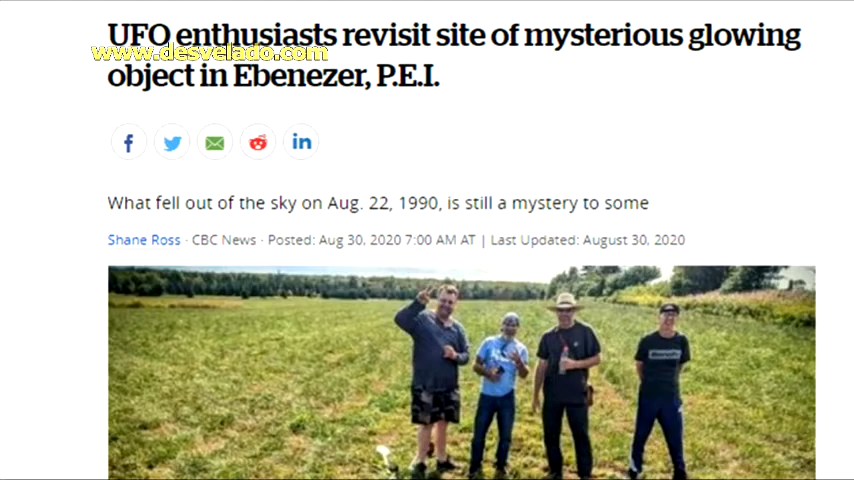 UFO enthusiasts revisit site of mysterious glowing
www.desvelado.com
object in Ebenezer, P.E.I.
What fell out of the sky on Aug. 22, 1990, is still a mystery to some
Shane Ross · CBC News · Posted: Aug 30, 2020 7:00 AM AT | Last Updated: August 30, 2020